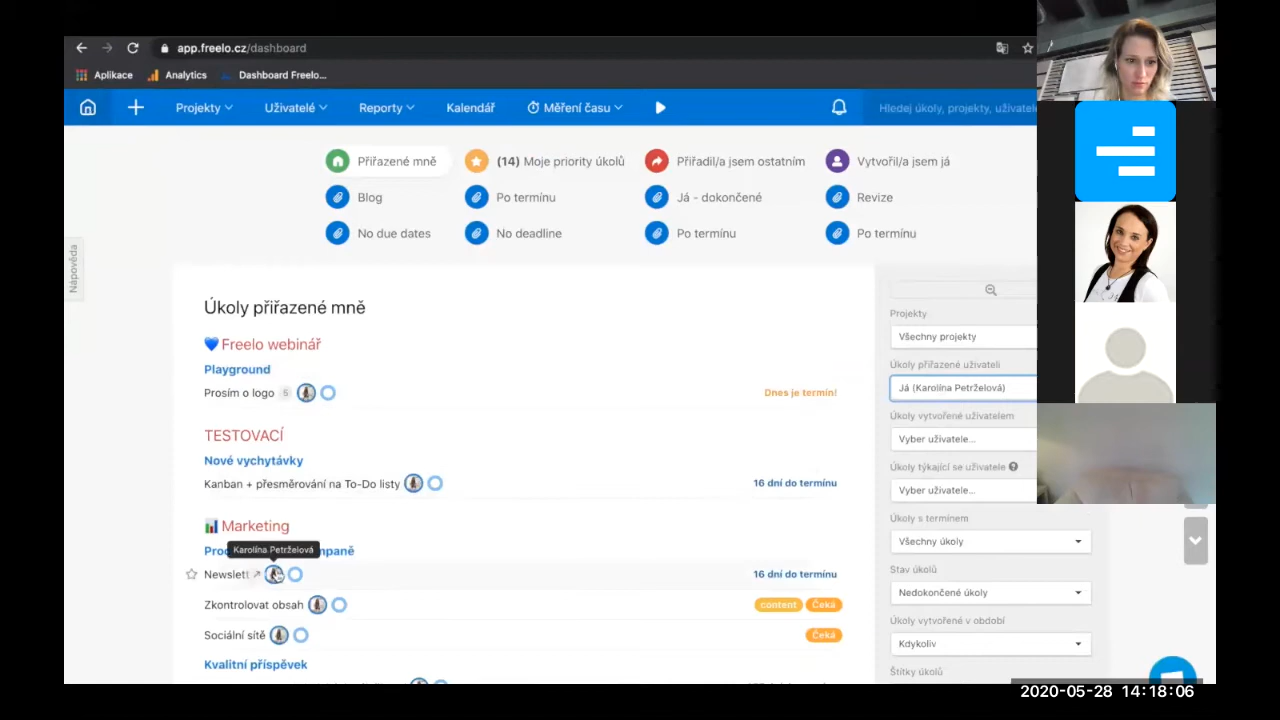 app.freelo.cz/dashboard
Aplikace Analytics Dashboard Freelo...
Projekty Uživatelé Reporty Kalendář Měření času Hledej úkoly, projekty, uživatele
Přiřazené mně (14) Moje priority úkolů Přiřadil/a jsem ostatním Vytvořil/a jsem já
Blog Po termínu Já - dokončené Revize
No due dates No deadline Po termínu Po termínu
Nápověda
Úkoly přiřazené mně
Freelo webinář
Playground
Prosím o logo 5 Dnes je termín!
TESTOVACÍ
Nové vychytávky
Kanban + přesměrování na To-Do listy 16 dní do termínu
Marketing
Karolína Petrželová
Newslett 16 dní do termínu
Zkontrolovat obsah content Čeká
Sociální sítě Čeká
Kvalitní příspěvek
Projekty
Všechny projekty
Úkoly přiřazené uživateli
Já (Karolína Petrželová)
Úkoly vytvořené uživatelem
Vyber uživatele...
Úkoly týkající se uživatele
Vyber uživatele...
Úkoly s termínem
Všechny úkoly
Stav úkolů
Nedokončené úkoly
Úkoly vytvořené v období
Kdykoliv
Štítky úkolů
2020-05-28 14:18:06